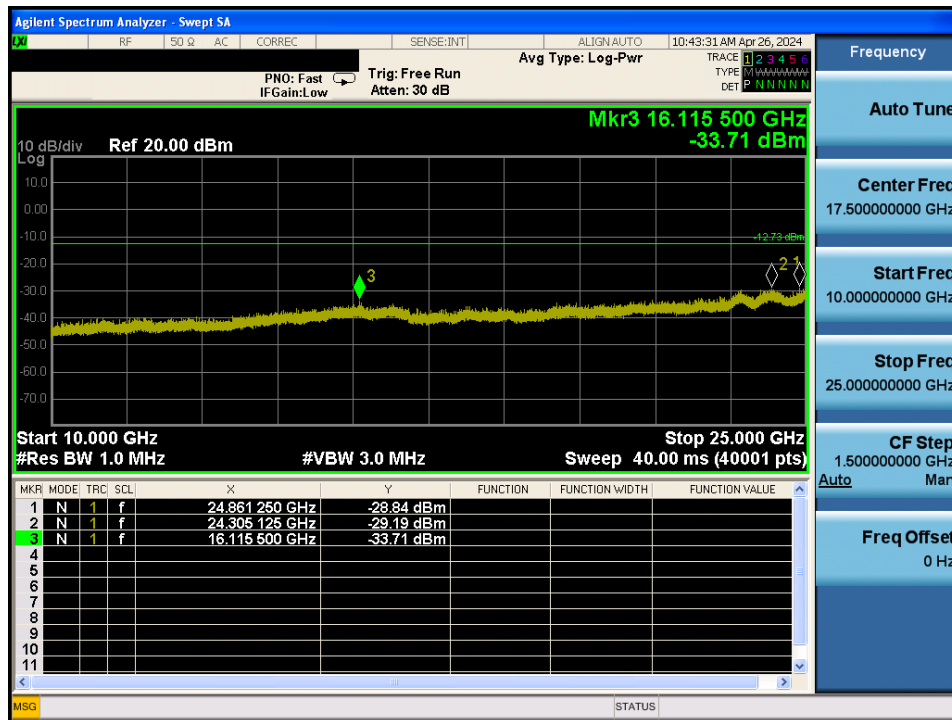 Agilent Spectrum Analyzer - Swept SA
LXI RF 50 Ω AC CORREC SENSE:INT ALIGN AUTO 10:43:31 AM Apr 26, 2024
Frequency
Avg Type: Log-Pwr
TRACE 1 2 3 4 5 6
PNO: Fast Trig: Free Run
TYPE M
IFGain:Low Atten: 30 dB
DET P N N N N N
Auto Tune
Mkr3 16.115 500 GHz
-33.71 dBm
10 dB/div Ref 20.00 dBm
Log
10.0
0.00
-10.0
-12.73 dBm
-20.0
-30.0
-40.0
-50.0
-60.0
-70.0
3
2
1
Start 10.000 GHz Stop 25.000 GHz
#Res BW 1.0 MHz #VBW 3.0 MHz Sweep 40.00 ms (40001 pts)
Center Freq
17.500000000 GHz
Start Freq
10.000000000 GHz
Stop Freq
25.000000000 GHz
CF Step
1.500000000 GHz
Auto Man
Freq Offset
0 Hz
MKR MODE TRC SCL X Y FUNCTION FUNCTION WIDTH FUNCTION VALUE
1 N 1 f 24.861 250 GHz -28.84 dBm
2 N 1 f 24.305 125 GHz -29.19 dBm
3 N 1 f 16.115 500 GHz -33.71 dBm
4
5
6
7
8
9
10
11
MSG STATUS